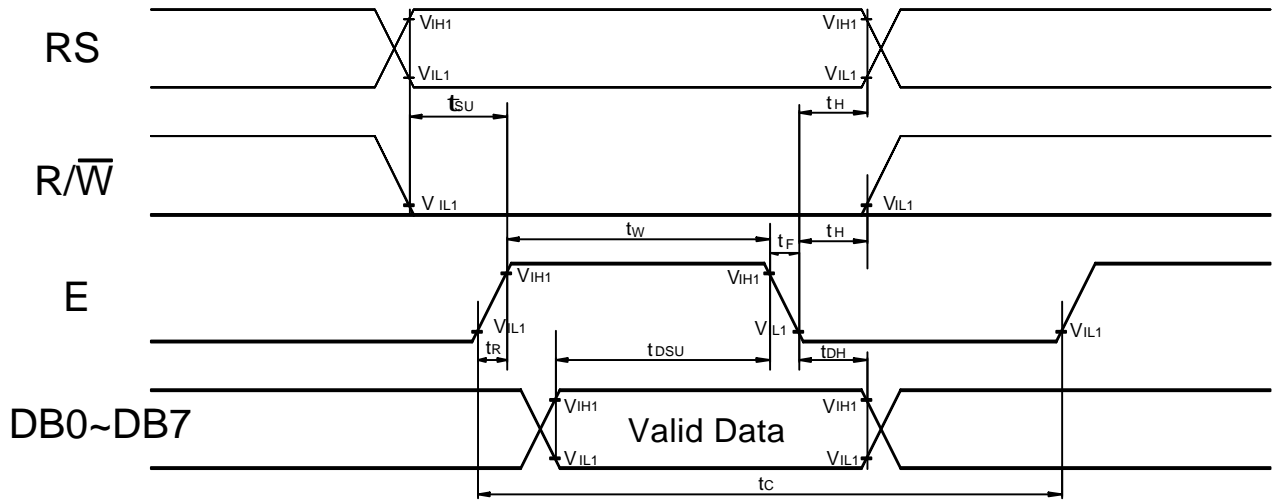 RS
VIH1
VIH1
VIL1
VIL1
tSU
tH
R/W̅
VIL1
VIL1
tW
tF
tH
E
VIH1
VIH1
VIL1
VIL1
VIL1
tR
tDSU
tDH
DB0~DB7
VIH1
Valid Data
VIH1
VIL1
VIL1
tC